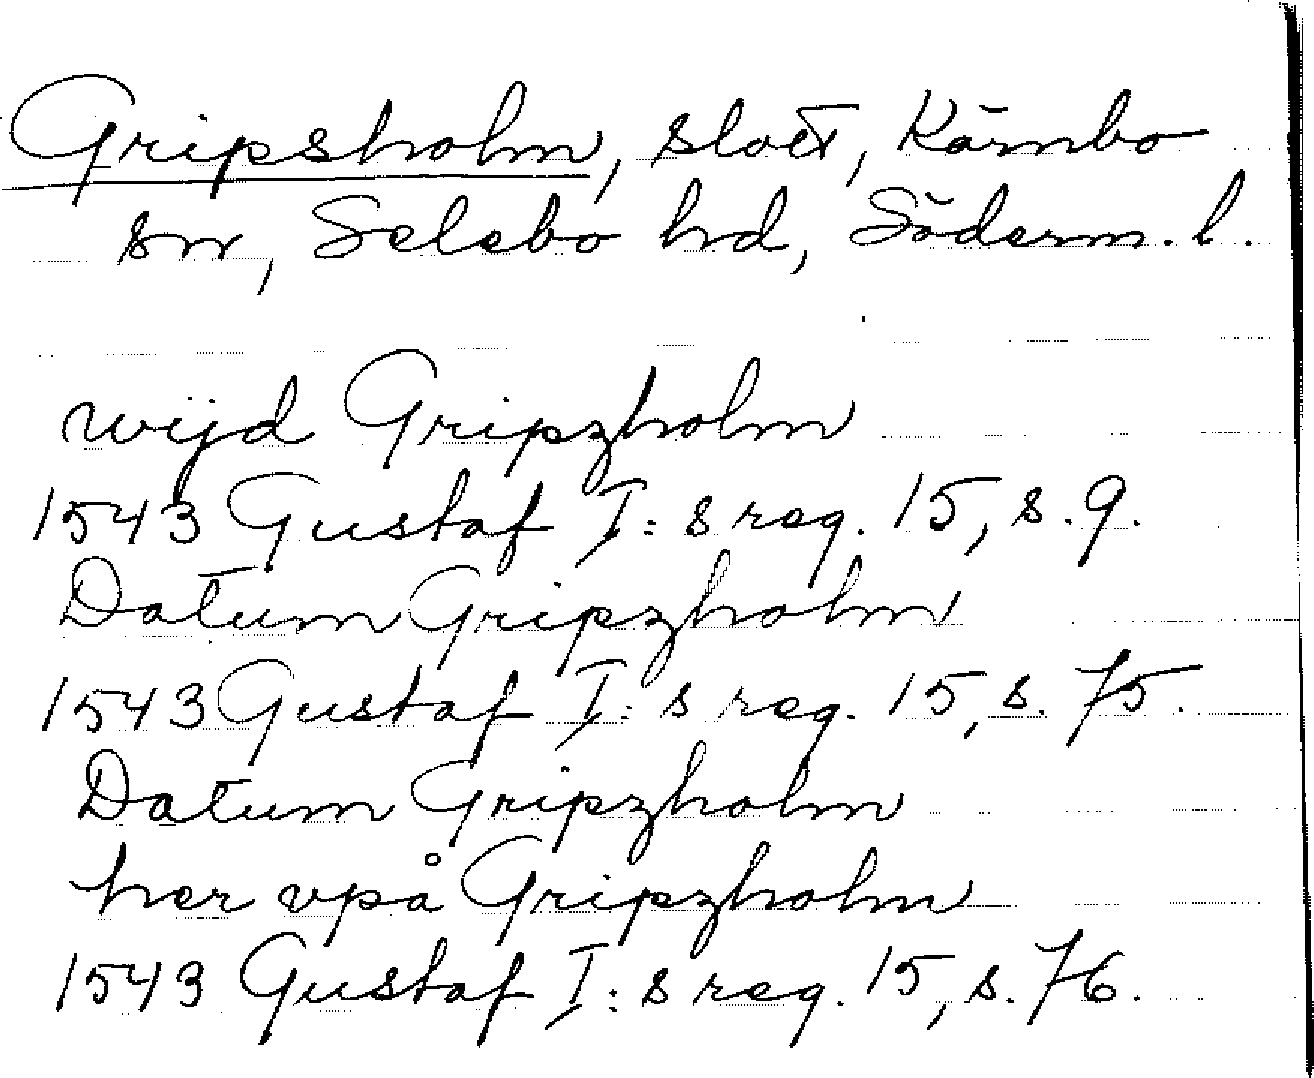 Gripsholm, slott, Kärnbo
sn, Selebo hd, Söderm. l.
wijd Gripzholm
1543 Gustaf I:s reg. 15, s. 9.
Datum Gripzholm
1543 Gustaf I:s reg. 15, s. 75.
Datum Gripzholm
her vpå Gripzholm
1543 Gustaf I:s reg. 15, s. 76.